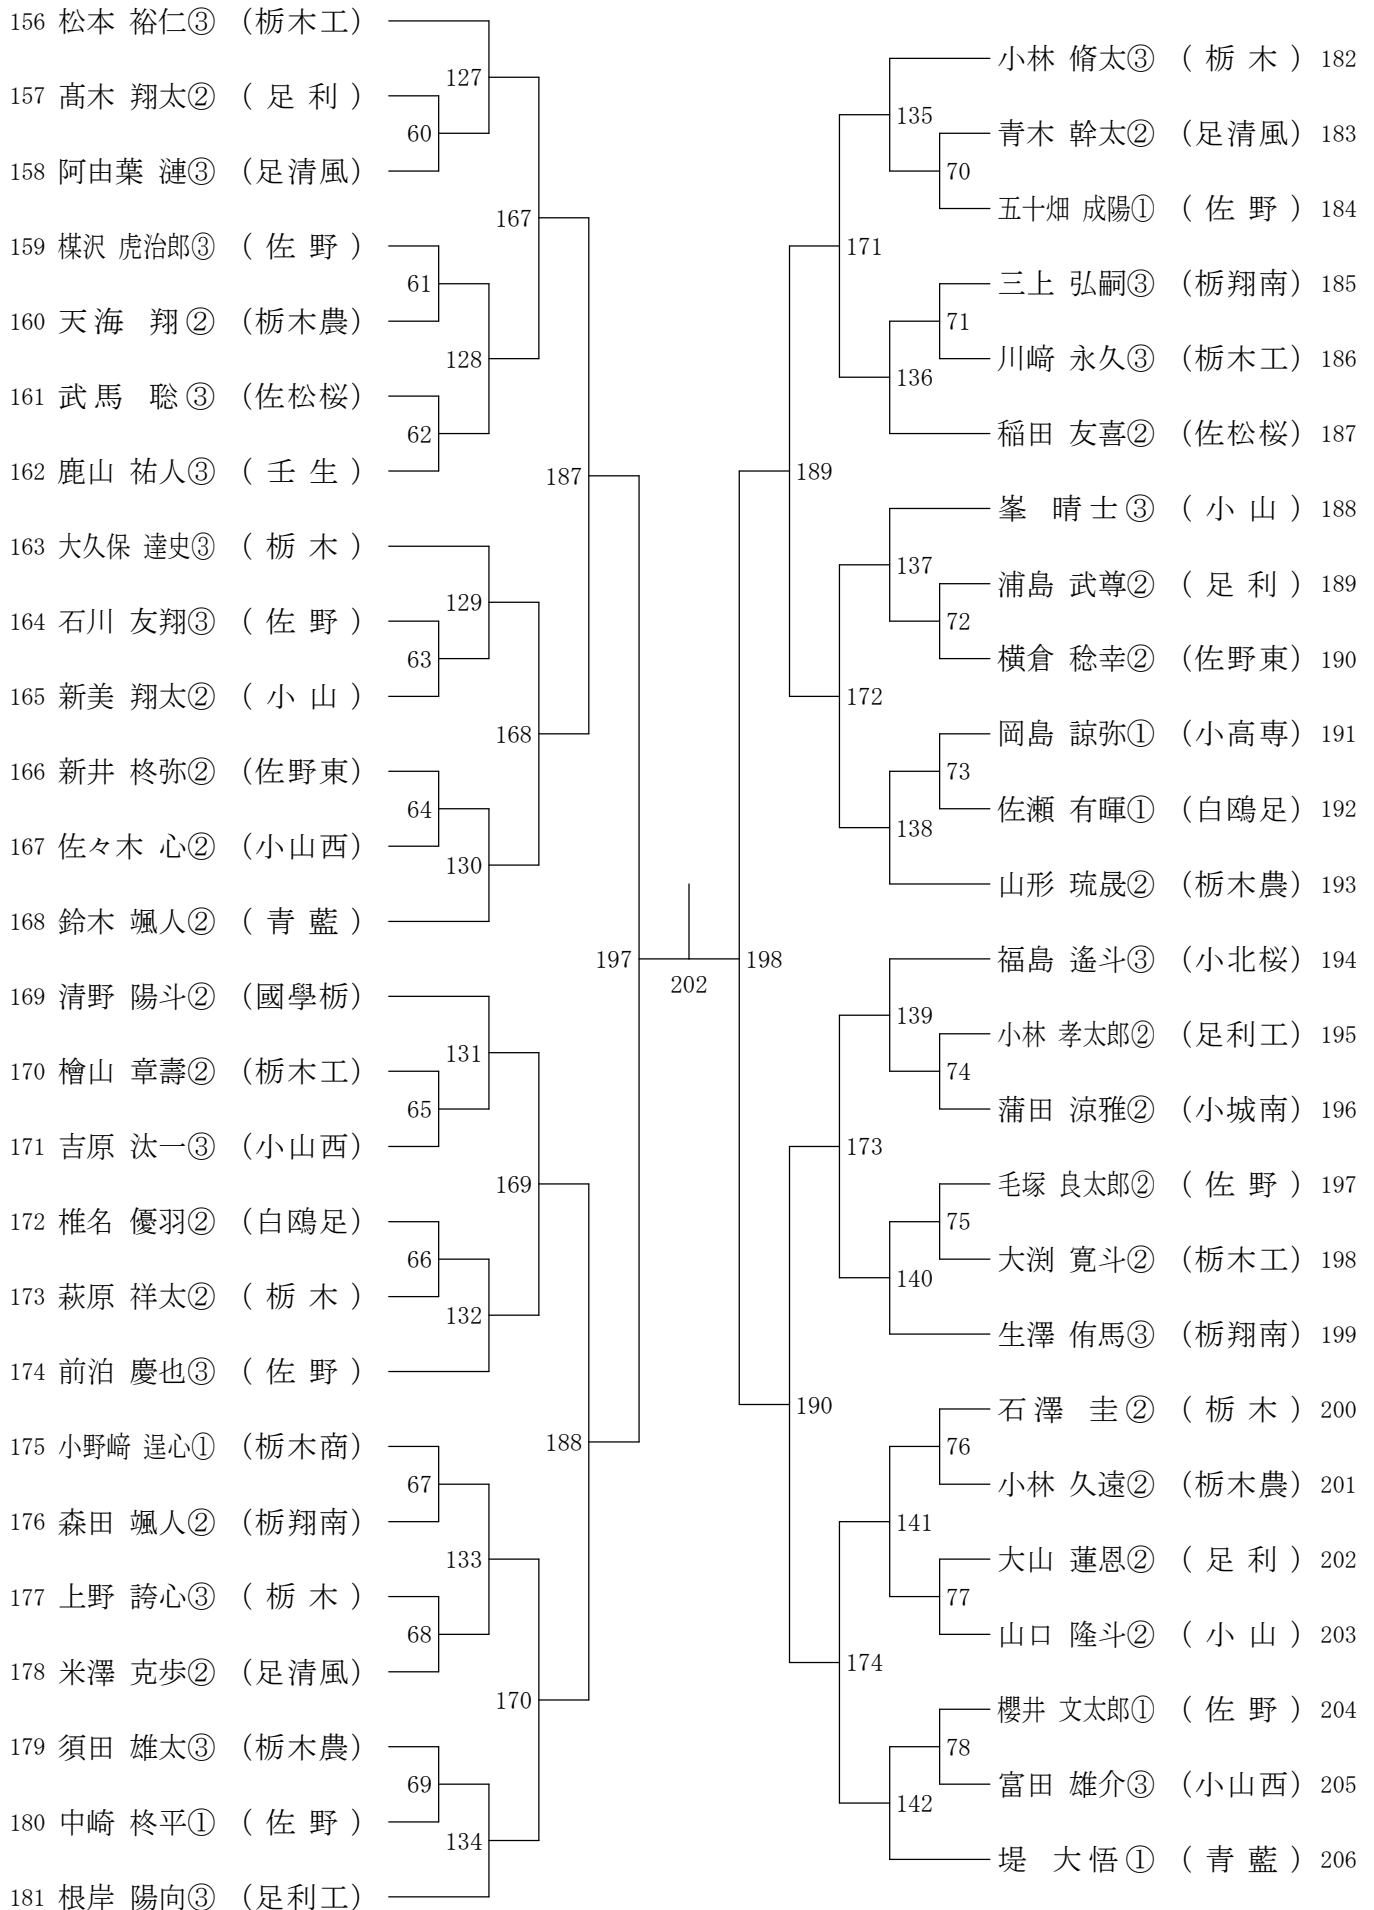 156 松本 裕仁③ （栃木工）
127
157 髙木 翔太② （ 足 利 ）
60
158 阿由葉 漣③ （足清風）
167
159 楳沢 虎治郎③ （ 佐 野 ）
61
160 天海 翔② （栃木農）
128
161 武馬 聡③ （佐松桜）
62
162 鹿山 祐人③ （ 壬 生 ）
187
163 大久保 達史③ （ 栃 木 ）
129
164 石川 友翔③ （ 佐 野 ）
63
165 新美 翔太② （ 小 山 ）
168
166 新井 柊弥② （佐野東）
64
167 佐々木 心② （小山西）
130
168 鈴木 颯人② （ 青 藍 ）
197
169 清野 陽斗② （國學栃）
131
170 檜山 章壽② （栃木工）
65
171 吉原 汰一③ （小山西）
169
172 椎名 優羽② （白鴎足）
66
173 萩原 祥太② （ 栃 木 ）
132
174 前泊 慶也③ （ 佐 野 ）
188
175 小野﨑 逞心① （栃木商）
67
176 森田 颯人② （栃翔南）
133
177 上野 誇心③ （ 栃 木 ）
68
178 米澤 克歩② （足清風）
170
179 須田 雄太③ （栃木農）
69
180 中崎 柊平① （ 佐 野 ）
134
181 根岸 陽向③ （足利工）
202
小林 脩太③ （ 栃 木 ） 182
135
青木 幹太② （足清風） 183
70
五十畑 成陽① （ 佐 野 ） 184
171
三上 弘嗣③ （栃翔南） 185
71
川﨑 永久③ （栃木工） 186
136
稲田 友喜② （佐松桜） 187
189
峯 晴士③ （ 小 山 ） 188
137
浦島 武尊② （ 足 利 ） 189
72
横倉 稔幸② （佐野東） 190
172
岡島 諒弥① （小高専） 191
73
佐瀬 有暉① （白鴎足） 192
138
山形 琉晟② （栃木農） 193
198
福島 遙斗③ （小北桜） 194
139
小林 孝太郎② （足利工） 195
74
蒲田 涼雅② （小城南） 196
173
毛塚 良太郎② （ 佐 野 ） 197
75
大渕 寛斗② （栃木工） 198
140
生澤 侑馬③ （栃翔南） 199
190
石澤 圭② （ 栃 木 ） 200
76
小林 久遠② （栃木農） 201
141
大山 蓮恩② （ 足 利 ） 202
77
山口 隆斗② （ 小 山 ） 203
174
櫻井 文太郎① （ 佐 野 ） 204
78
富田 雄介③ （小山西） 205
142
堤 大悟① （ 青 藍 ） 206